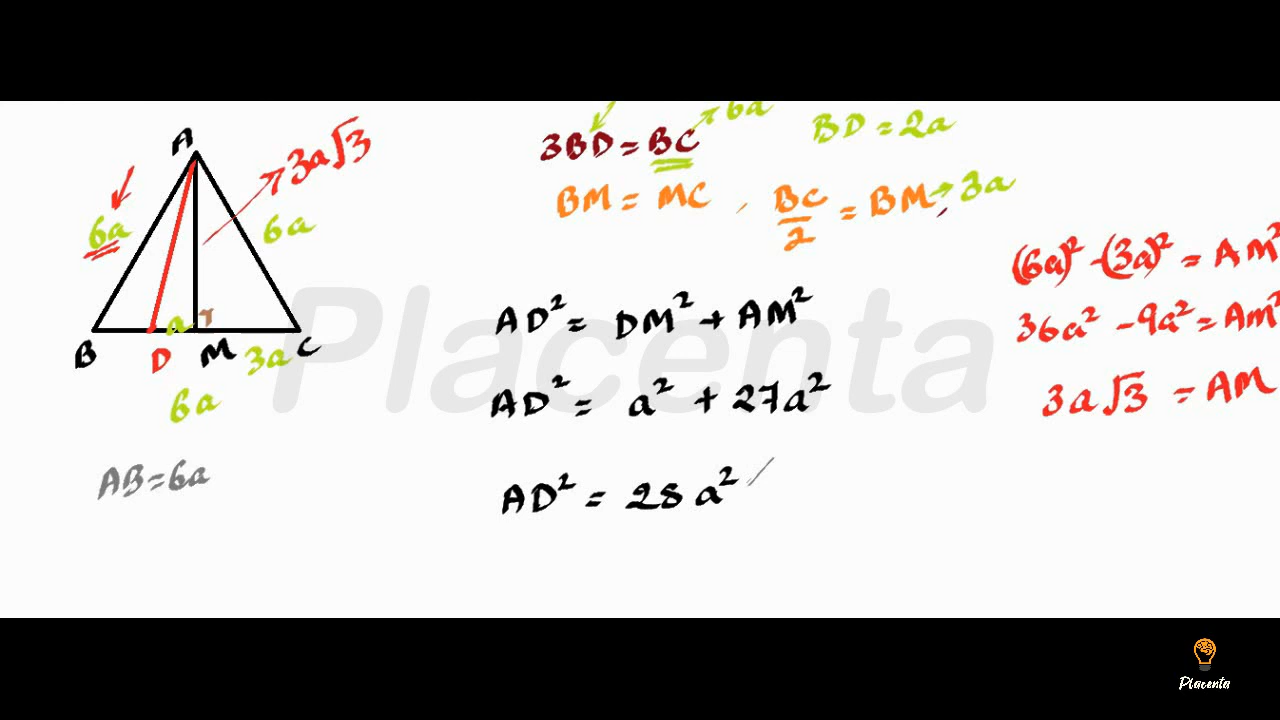 A
3a√3
6a
6a
a
B
D
M
3a
C
6a
AB=6a
3BD = BC
6a
BD = 2a
BM = MC , BC/2 = BM → 3a
AD² = DM² + AM²
AD² = a² + 27a²
AD² = 28a²
(6a)² - (3a)² = AM²
36a² - 9a² = Am²
3a√3 = AM
Placenta
Placenta